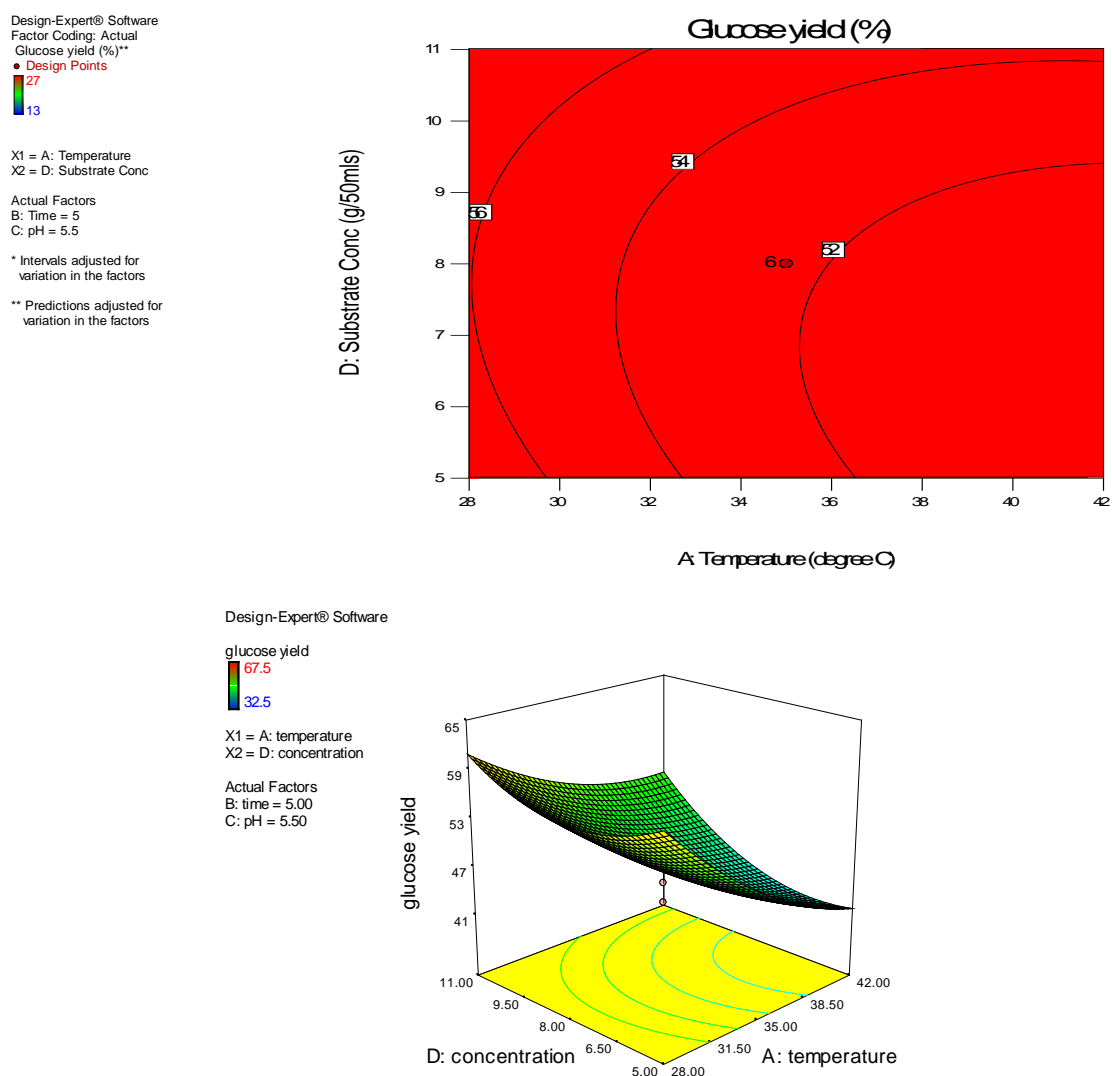 Design-Expert® Software
Factor Coding: Actual
Glucose yield (%)**
Design Points
27
13
X1 = A: Temperature
X2 = D: Substrate Conc
Actual Factors
B: Time = 5
C: pH = 5.5
* Intervals adjusted for
variation in the factors
** Predictions adjusted for
variation in the factors
Glucose yield (%)
D: Substrate Conc (g/50mls)
11
10
9
8
7
6
5
56
54
52
6
28
30
32
34
36
38
40
42
A: Temperature (degree C)
Design-Expert® Software
glucose yield
67.5
32.5
X1 = A: temperature
X2 = D: concentration
Actual Factors
B: time = 5.00
C: pH = 5.50
glucose yield
65
59
53
47
41
11.00
9.50
8.00
6.50
5.00
28.00
31.50
35.00
38.50
42.00
D: concentration
A: temperature